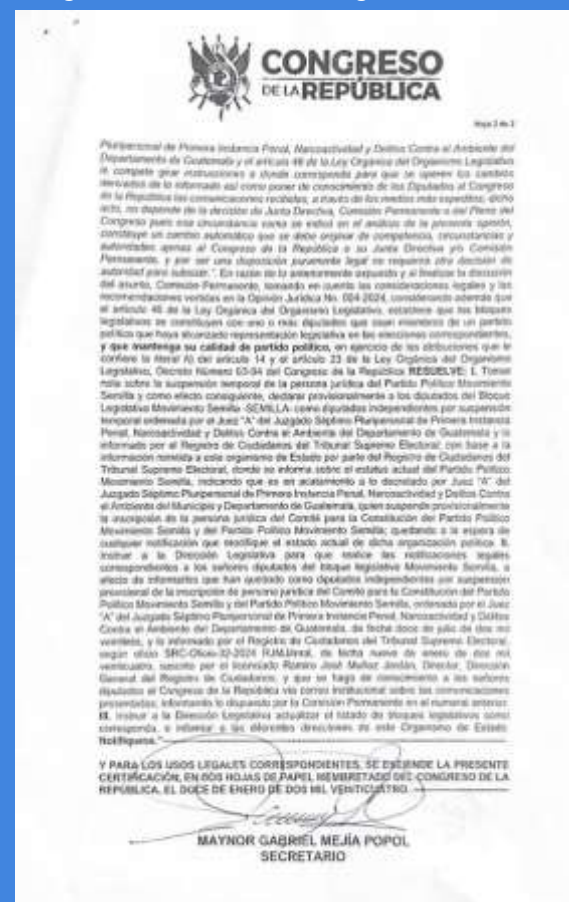 CONGRESO
DE LA REPÚBLICA
Hoja 2 de 2
Pluripersonal de Primera Instancia Penal, Narcoactividad y Delitos Contra el Ambiente del
Departamento de Guatemala y el artículo 46 de la Ley Orgánica del Organismo Legislativo
le compete girar instrucciones a donde corresponda para que se operen los cambios
derivados de lo informado así como poner de conocimiento de los Diputados al Congreso
de la República las comunicaciones recibidas, a través de los medios más expeditos; dicho
acto, no depende de la decisión de Junta Directiva, Comisión Permanente o del Pleno del
Congreso pues esa circunstancia como se indicó en el análisis de la presente opinión,
constituye un cambio automático que se debe originar de competencia, circunstancias y
autoridades ajenas al Congreso de la República o su Junta Directiva y/o Comisión
Permanente, y por ser una disposición puramente legal no requiere otra decisión de
autoridad para subsistir.". En razón de lo anteriormente expuesto y al finalizar la discusión
del asunto, Comisión Permanente, tomando en cuenta las consideraciones legales y las
recomendaciones vertidas en la Opinión Jurídica No. 004-2024, considerando además que
el artículo 46 de la Ley Orgánica del Organismo Legislativo, establece que los bloques
legislativos se constituyen con uno o más diputados que sean miembros de un partido
político que haya alcanzado representación legislativa en las elecciones correspondientes,
y que mantenga su calidad de partido político, en ejercicio de las atribuciones que le
confiere la literal h) del artículo 14 y el artículo 23 de la Ley Orgánica del Organismo
Legislativo, Decreto Número 63-94 del Congreso de la República RESUELVE: I. Tomar
nota sobre la suspensión temporal de la persona jurídica del Partido Político Movimiento
Semilla y como efecto consiguiente, declarar provisionalmente a los diputados del Bloque
Legislativo Movimiento Semilla -SEMILLA- como diputados independientes por suspensión
temporal ordenada por el Juez "A" del Juzgado Séptimo Pluripersonal de Primera Instancia
Penal, Narcoactividad y Delitos Contra el Ambiente del Departamento de Guatemala y lo
informado por el Registro de Ciudadanos del Tribunal Supremo Electoral, con base a la
información remitida a este organismo de Estado por parte del Registro de Ciudadanos del
Tribunal Supremo Electoral, donde se informa sobre el estatus actual del Partido Político
Movimiento Semilla, indicando que es en acatamiento a lo decretado por Juez "A" del
Juzgado Séptimo Pluripersonal de Primera Instancia Penal, Narcoactividad y Delitos Contra
el Ambiente del Municipio y Departamento de Guatemala, quien suspende provisionalmente
la inscripción de la persona jurídica del Comité para la Constitución del Partido Político
Movimiento Semilla y del Partido Político Movimiento Semilla; quedando a la espera de
cualquier notificación que modifique el estado actual de dicha organización política. II.
Instruir a la Dirección Legislativa para que realice las notificaciones legales
correspondientes a los señores diputados del bloque legislativo Movimiento Semilla, a
efecto de informarles que han quedado como diputados independientes por suspensión
provisional de la inscripción de persona jurídica del Comité para la Constitución del Partido
Político Movimiento Semilla y del Partido Político Movimiento Semilla, ordenada por el Juez
"A" del Juzgado Séptimo Pluripersonal de Primera Instancia Penal, Narcoactividad y Delitos
Contra el Ambiente del Departamento de Guatemala, de fecha doce de julio de dos mil
veintitrés, y lo informado por el Registro de Ciudadanos del Tribunal Supremo Electoral,
según oficio SRC-Oficio-32-2024 de fecha nueve de enero de dos mil
veinticuatro, suscrito por el licenciado Ramiro José Muñoz Jordán, Director, Dirección
General del Registro de Ciudadanos, y que se haga de conocimiento a los señores
diputados al Congreso de la República vía correo institucional sobre las comunicaciones
presentadas, informando lo dispuesto por la Comisión Permanente en el numeral anterior.
III. Instruir a la Dirección Legislativa actualizar el listado de bloques legislativos como
corresponda, e informar a las diferentes direcciones de este Organismo de Estado.
Notifíquese."
Y PARA LOS USOS LEGALES CORRESPONDIENTES, SE EXTIENDE LA PRESENTE
CERTIFICACIÓN, EN DOS HOJAS DE PAPEL MEMBRETADO DEL CONGRESO DE LA
REPÚBLICA, EL DOCE DE ENERO DE DOS MIL VEINTICUATRO.
MAYNOR GABRIEL MEJÍA POPOL
SECRETARIO